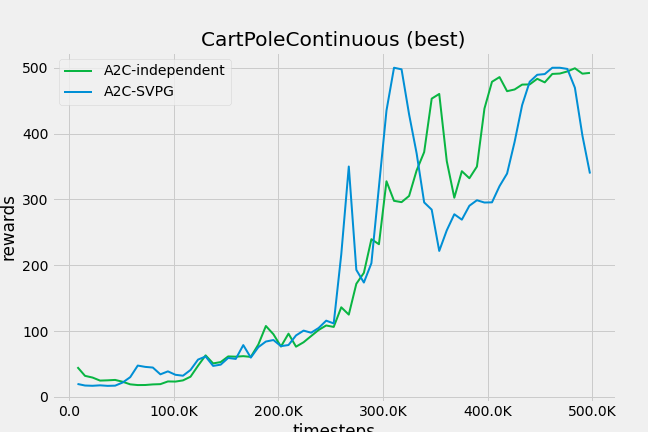 CartPoleContinuous (best)
A2C-independent
A2C-SVPG
rewards
500
400
300
200
100
0
0.0 100.0K 200.0K 300.0K 400.0K 500.0K
timesteps